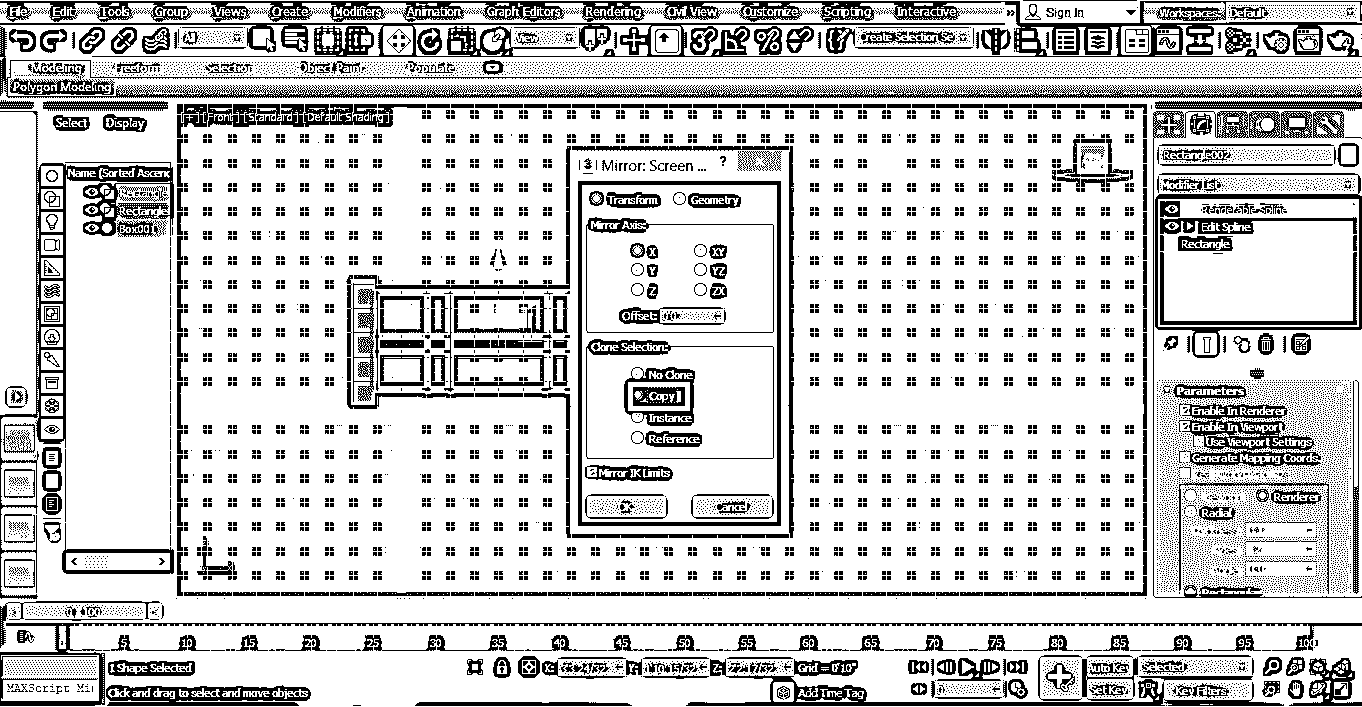 File Edit Tools Group Views Create Modifiers Animation Graph Editors Rendering Civil View Customize Scripting Interactive » Sign In Workspaces: Default
All View Create Selection Se
Modeling Freeform Selection Object Paint Populate
Polygon Modeling
Select Display
Name (Sorted Ascenc
Rectangle
Box001
[+] [Front] [Standard] [Default Shading]
Mirror: Screen ... ?
Transform Geometry
Mirror Axis:
X XY
Y YZ
Z ZX
Offset: 0'0"
Clone Selection:
No Clone
Copy
Instance
Reference
Mirror IK Limits
OK Cancel
Rectangle002
Modifier List
Renderable Spline
Edit Spline
Rectangle
Parameters
Enable In Renderer
Enable In Viewport
Use Viewport Settings
Generate Mapping Coords.
Renderer
Radial
0 / 100
5 10 15 20 25 30 35 40 45 50 55 60 65 70 75 80 85 90 95 100
1 Shape Selected
X: Y: Z: Grid = 0'10"
Auto Key Selected
MAXScript Mi
Click and drag to select and move objects
Add Time Tag
0
Set Key Key Filters